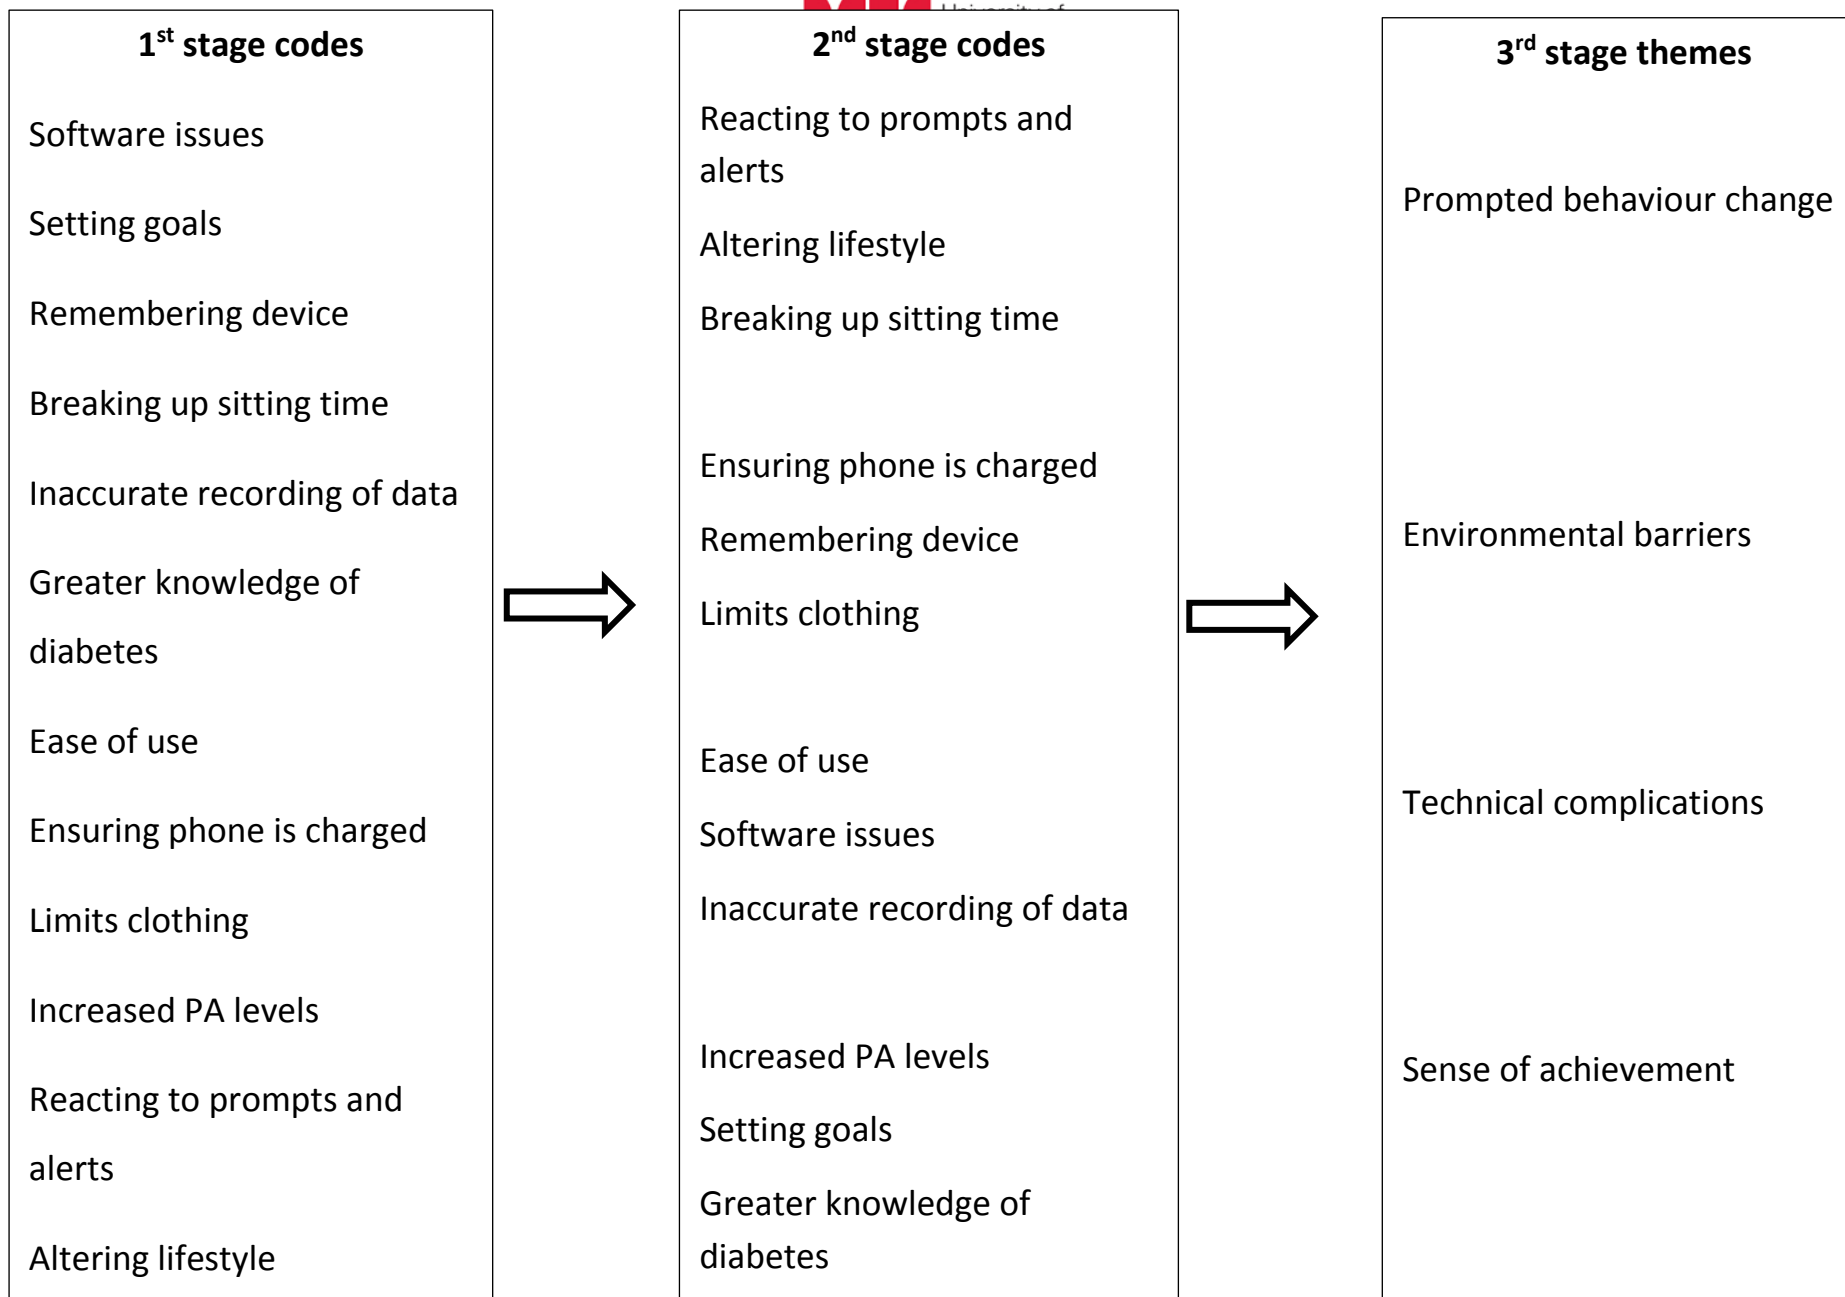 University of
1st stage codes
Software issues
Setting goals
Remembering device
Breaking up sitting time
Inaccurate recording of data
Greater knowledge of
diabetes
Ease of use
Ensuring phone is charged
Limits clothing
Increased PA levels
Reacting to prompts and
alerts
Altering lifestyle
2nd stage codes
Reacting to prompts and
alerts
Altering lifestyle
Breaking up sitting time
Ensuring phone is charged
Remembering device
Limits clothing
Ease of use
Software issues
Inaccurate recording of data
Increased PA levels
Setting goals
Greater knowledge of
diabetes
3rd stage themes
Prompted behaviour change
Environmental barriers
Technical complications
Sense of achievement